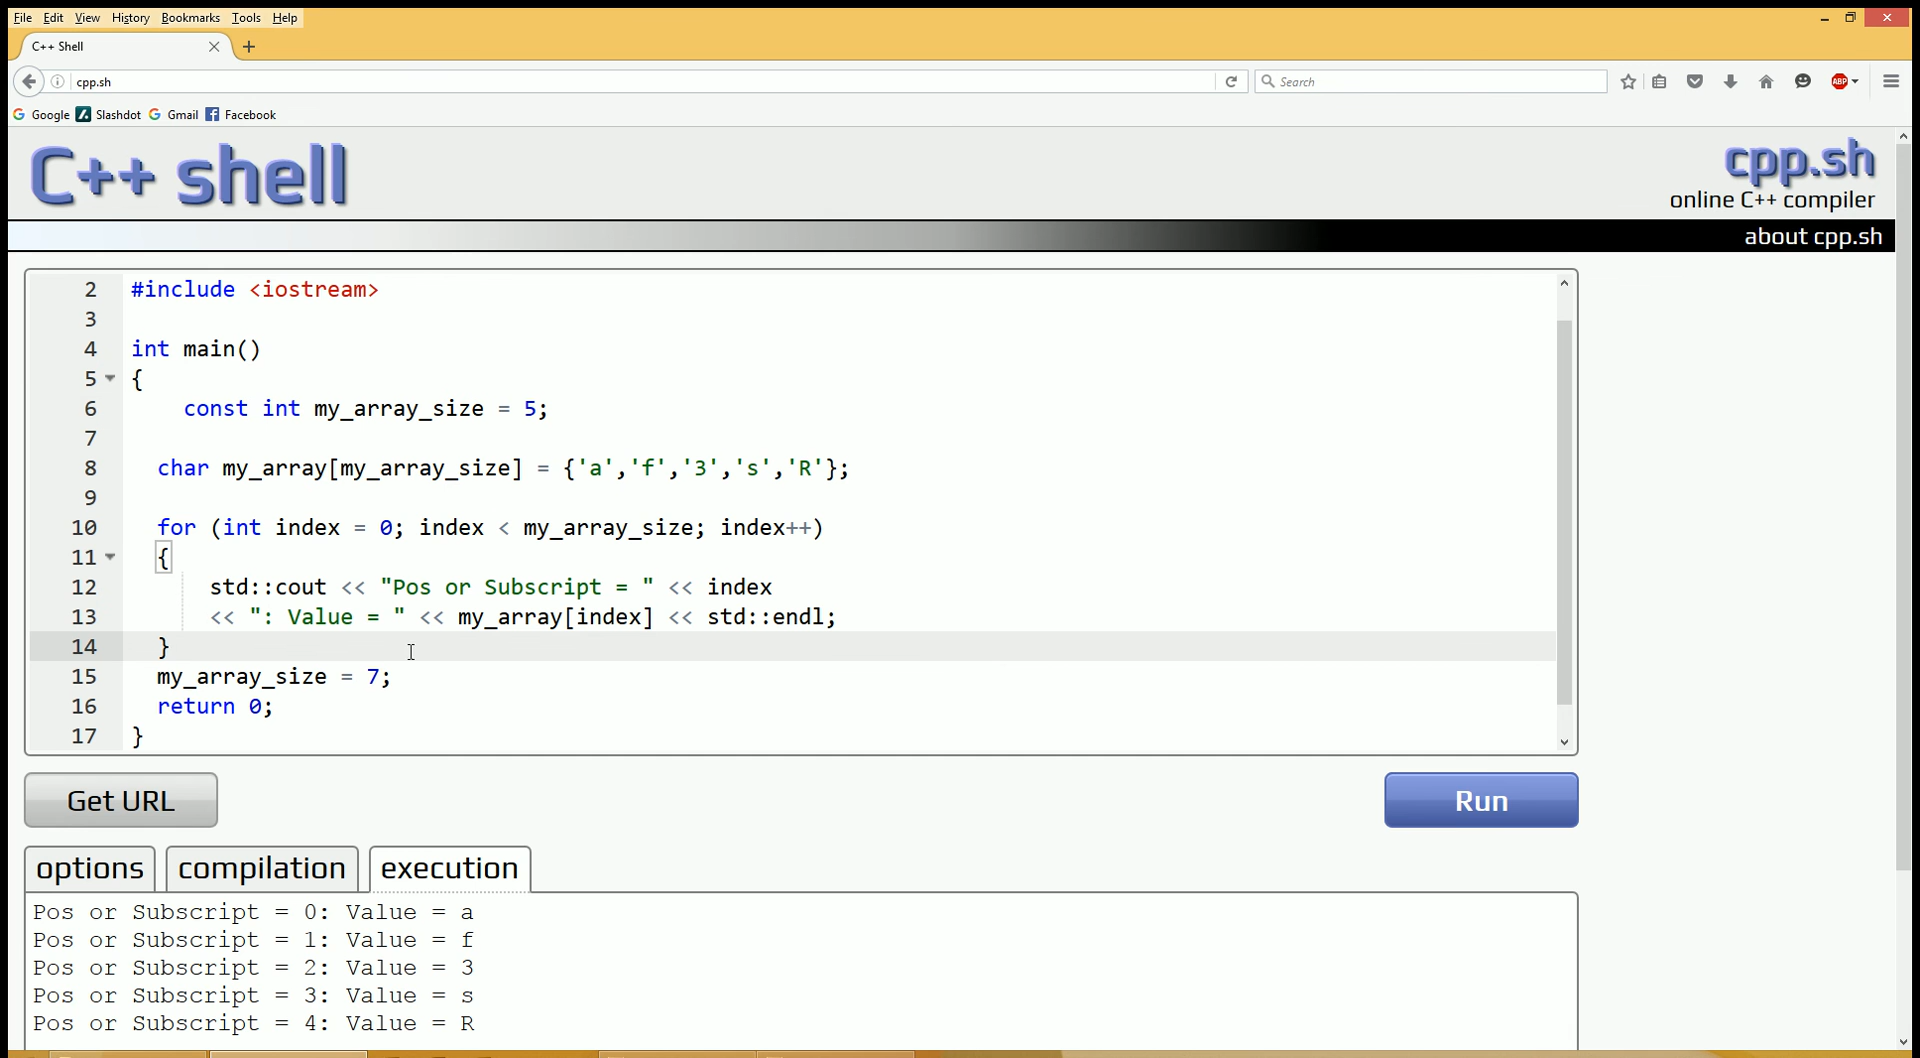 File Edit View History Bookmarks Tools Help
C++ Shell
cpp.sh
Search
ABP
Google Slashdot Gmail Facebook
C++ shell
cpp.sh
online C++ compiler
about cpp.sh
2 #include <iostream>
3
4 int main()
5 {
6     const int my_array_size = 5;
7
8   char my_array[my_array_size] = {'a','f','3','s','R'};
9
10   for (int index = 0; index < my_array_size; index++)
11   {
12       std::cout << "Pos or Subscript = " << index
13       << ": Value = " << my_array[index] << std::endl;
14   }
15   my_array_size = 7;
16   return 0;
17 }
Get URL
Run
options compilation execution
Pos or Subscript = 0: Value = a
Pos or Subscript = 1: Value = f
Pos or Subscript = 2: Value = 3
Pos or Subscript = 3: Value = s
Pos or Subscript = 4: Value = R